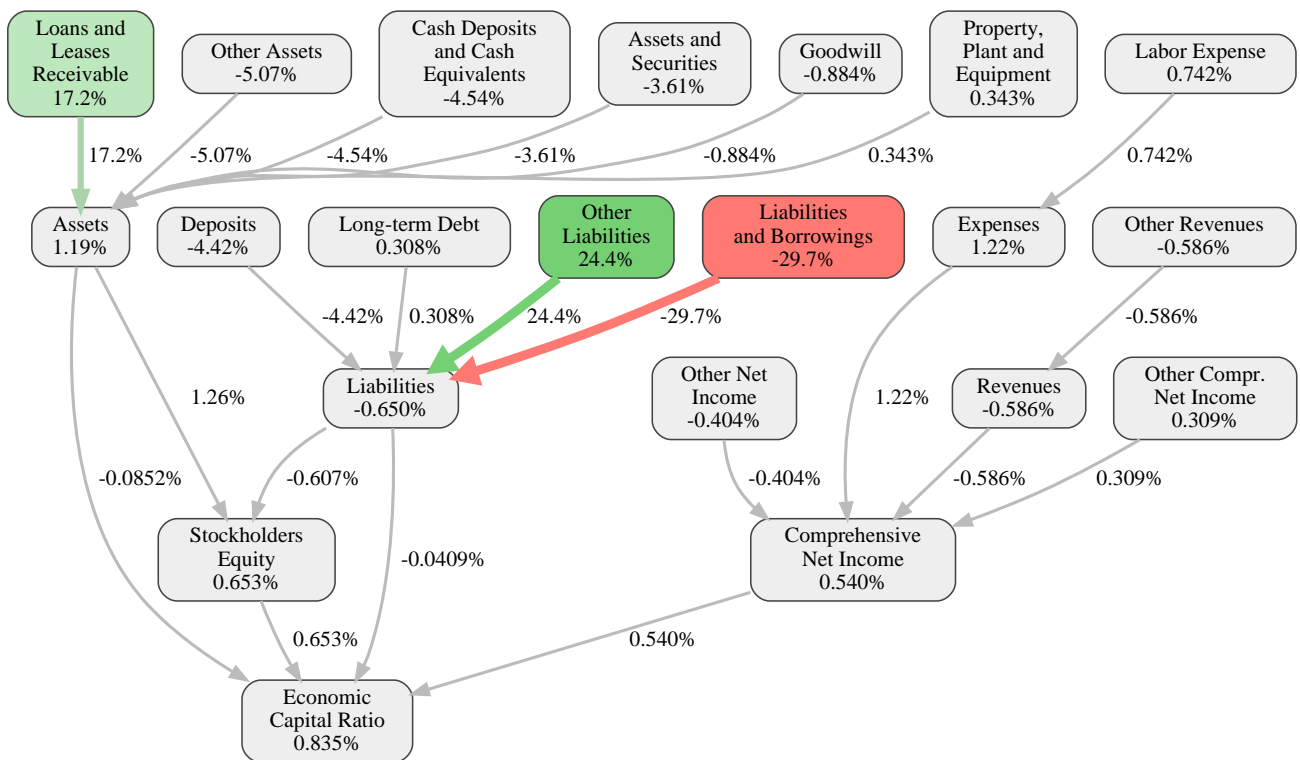 Loans and
Leases
Receivable
17.2%
Other Assets
-5.07%
Cash Deposits
and Cash
Equivalents
-4.54%
Assets and
Securities
-3.61%
Goodwill
-0.884%
Property,
Plant and
Equipment
0.343%
Labor Expense
0.742%
17.2%
-5.07%
-4.54%
-3.61%
-0.884%
0.343%
0.742%
Assets
1.19%
Deposits
-4.42%
Long-term Debt
0.308%
Other
Liabilities
24.4%
Liabilities
and Borrowings
-29.7%
Expenses
1.22%
Other Revenues
-0.586%
-4.42%
0.308%
24.4%
-29.7%
-0.586%
1.26%
Liabilities
-0.650%
Other Net
Income
-0.404%
1.22%
Revenues
-0.586%
Other Compr.
Net Income
0.309%
-0.0852%
-0.607%
-0.404%
-0.586%
0.309%
Stockholders
Equity
0.653%
-0.0409%
Comprehensive
Net Income
0.540%
0.653%
0.540%
Economic
Capital Ratio
0.835%